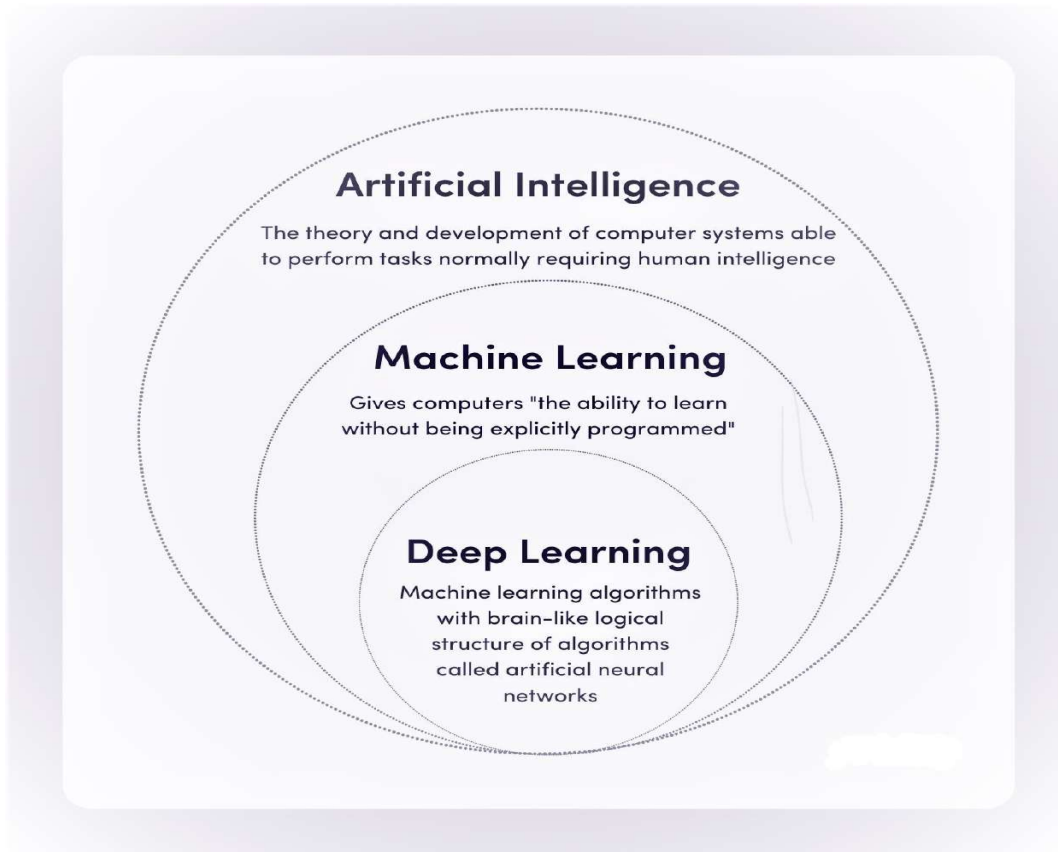 Artificial Intelligence
The theory and development of computer systems able
to perform tasks normally requiring human intelligence
Machine Learning
Gives computers "the ability to learn
without being explicitly programmed"
Deep Learning
Machine learning algorithms
with brain-like logical
structure of algorithms
called artificial neural
networks